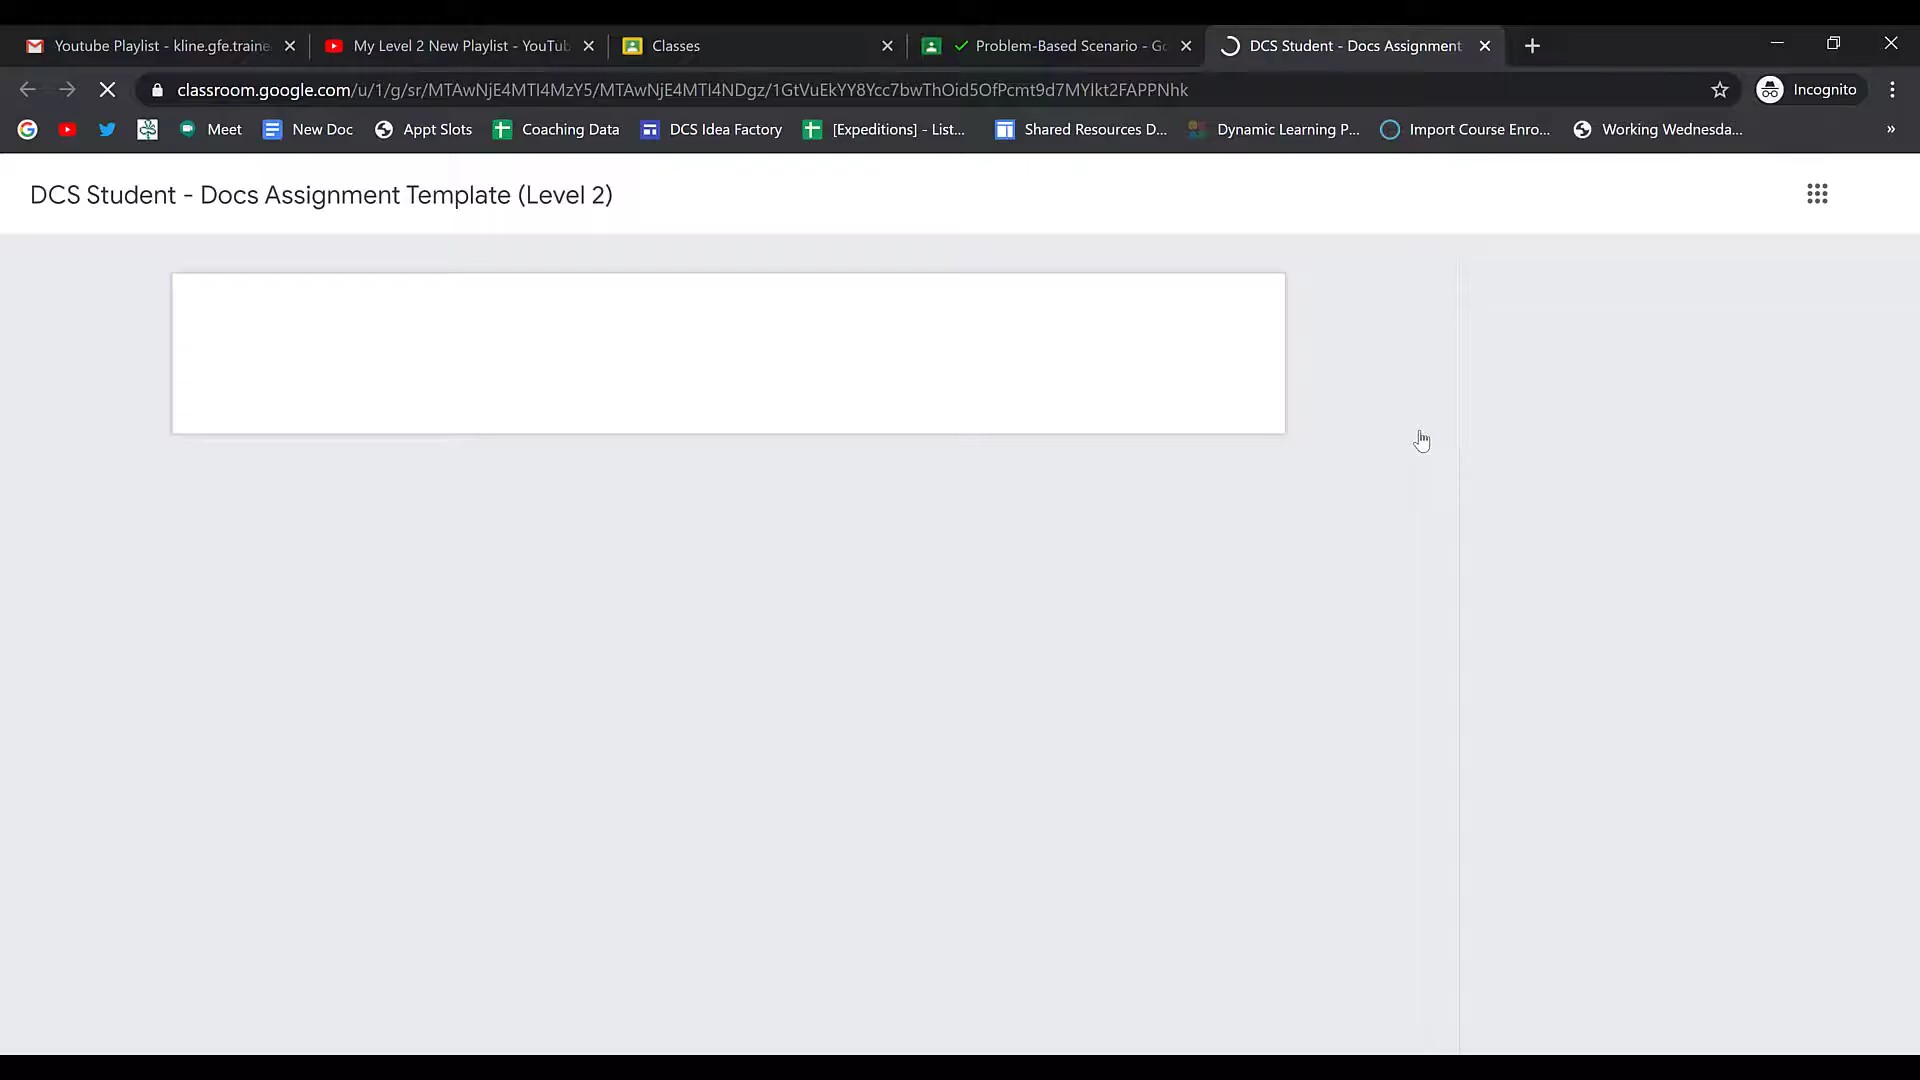 Youtube Playlist - kline.gfe.traine
My Level 2 New Playlist - YouTub
Classes
Problem-Based Scenario - Go
DCS Student - Docs Assignment
classroom.google.com/u/1/g/sr/MTAwNjE4MTI4MzY5/MTAwNjE4MTI4NDgz/1GtVuEkYY8Ycc7bwThOid5OfPcmt9d7MYlkt2FAPPNhk
Incognito
Meet
New Doc
Appt Slots
Coaching Data
DCS Idea Factory
[Expeditions] - List...
Shared Resources D...
Dynamic Learning P...
Import Course Enro...
Working Wednesda...
»
DCS Student - Docs Assignment Template (Level 2)